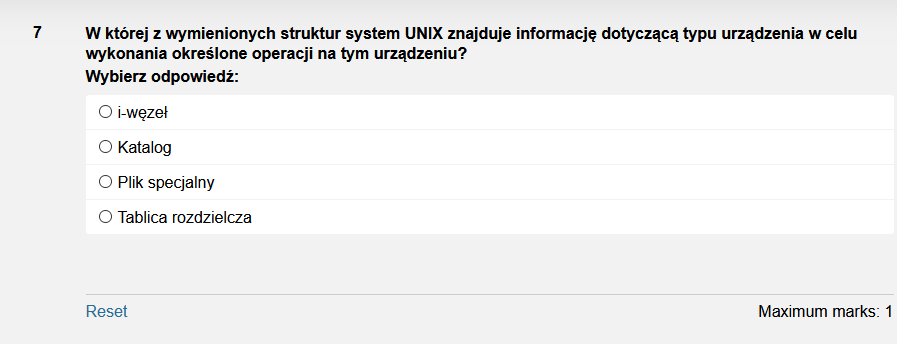 7
W której z wymienionych struktur system UNIX znajduje informację dotyczącą typu urządzenia w celu
wykonania określone operacji na tym urządzeniu?
Wybierz odpowiedź:
i-węzeł
Katalog
Plik specjalny
Tablica rozdzielcza
Reset
Maximum marks: 1